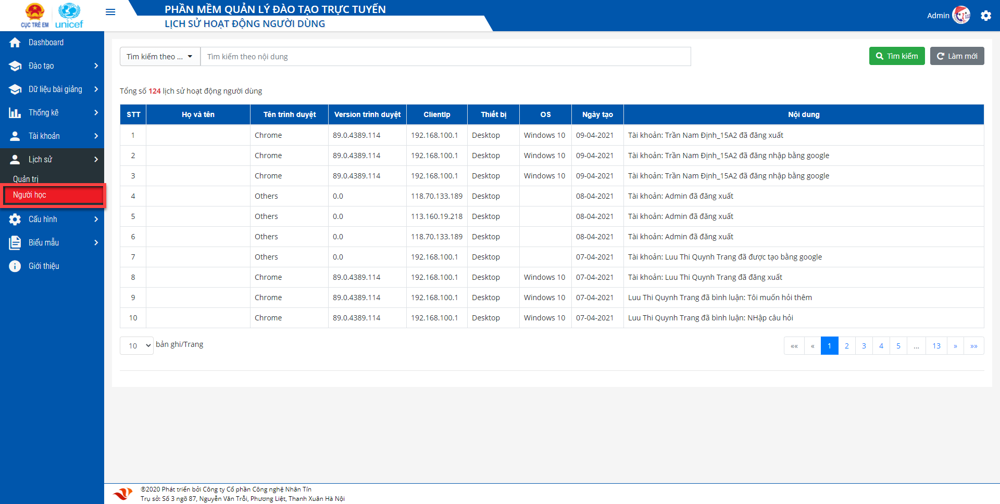 CỤC TRẺ EM
unicef
PHẦN MỀM QUẢN LÝ ĐÀO TẠO TRỰC TUYẾN
LỊCH SỬ HOẠT ĐỘNG NGƯỜI DÙNG
Admin
Dashboard
Đào tạo
Dữ liệu bài giảng
Thống kê
Tài khoản
Lịch sử
Quản trị
Người học
Cấu hình
Biểu mẫu
Giới thiệu
Tìm kiếm theo ...
Tìm kiếm theo nội dung
Tìm kiếm
Làm mới
Tổng số 124 lịch sử hoạt động người dùng
STT Họ và tên Tên trình duyệt Version trình duyệt ClientIp Thiết bị OS Ngày tạo Nội dung
1 Chrome 89.0.4389.114 192.168.100.1 Desktop Windows 10 09-04-2021 Tài khoản: Trần Nam Định_15A2 đã đăng xuất
2 Chrome 89.0.4389.114 192.168.100.1 Desktop Windows 10 09-04-2021 Tài khoản: Trần Nam Định_15A2 đã đăng nhập bằng google
3 Chrome 89.0.4389.114 192.168.100.1 Desktop Windows 10 09-04-2021 Tài khoản: Trần Nam Định_15A2 đã đăng nhập bằng google
4 Others 0.0 118.70.133.189 Desktop 08-04-2021 Tài khoản: Admin đã đăng xuất
5 Others 0.0 113.160.19.218 Desktop 08-04-2021 Tài khoản: Admin đã đăng xuất
6 Others 0.0 118.70.133.189 Desktop 08-04-2021 Tài khoản: Admin đã đăng xuất
7 Others 0.0 192.168.100.1 Desktop 07-04-2021 Tài khoản: Luu Thi Quynh Trang đã được tạo bằng google
8 Chrome 89.0.4389.114 192.168.100.1 Desktop Windows 10 07-04-2021 Tài khoản: Luu Thi Quynh Trang đã đăng xuất
9 Chrome 89.0.4389.114 192.168.100.1 Desktop Windows 10 07-04-2021 Luu Thi Quynh Trang đã bình luận: Tôi muốn hỏi thêm
10 Chrome 89.0.4389.114 192.168.100.1 Desktop Windows 10 07-04-2021 Luu Thi Quynh Trang đã bình luận: NHập câu hỏi
10 bản ghi/Trang
«« « 1 2 3 4 5 ... 13 » »»
©2020 Phát triển bởi Công ty Cổ phần Công nghệ Nhân Tín
Trụ sở: Số 3 ngõ 87, Nguyễn Văn Trỗi, Phương Liệt, Thanh Xuân Hà Nội